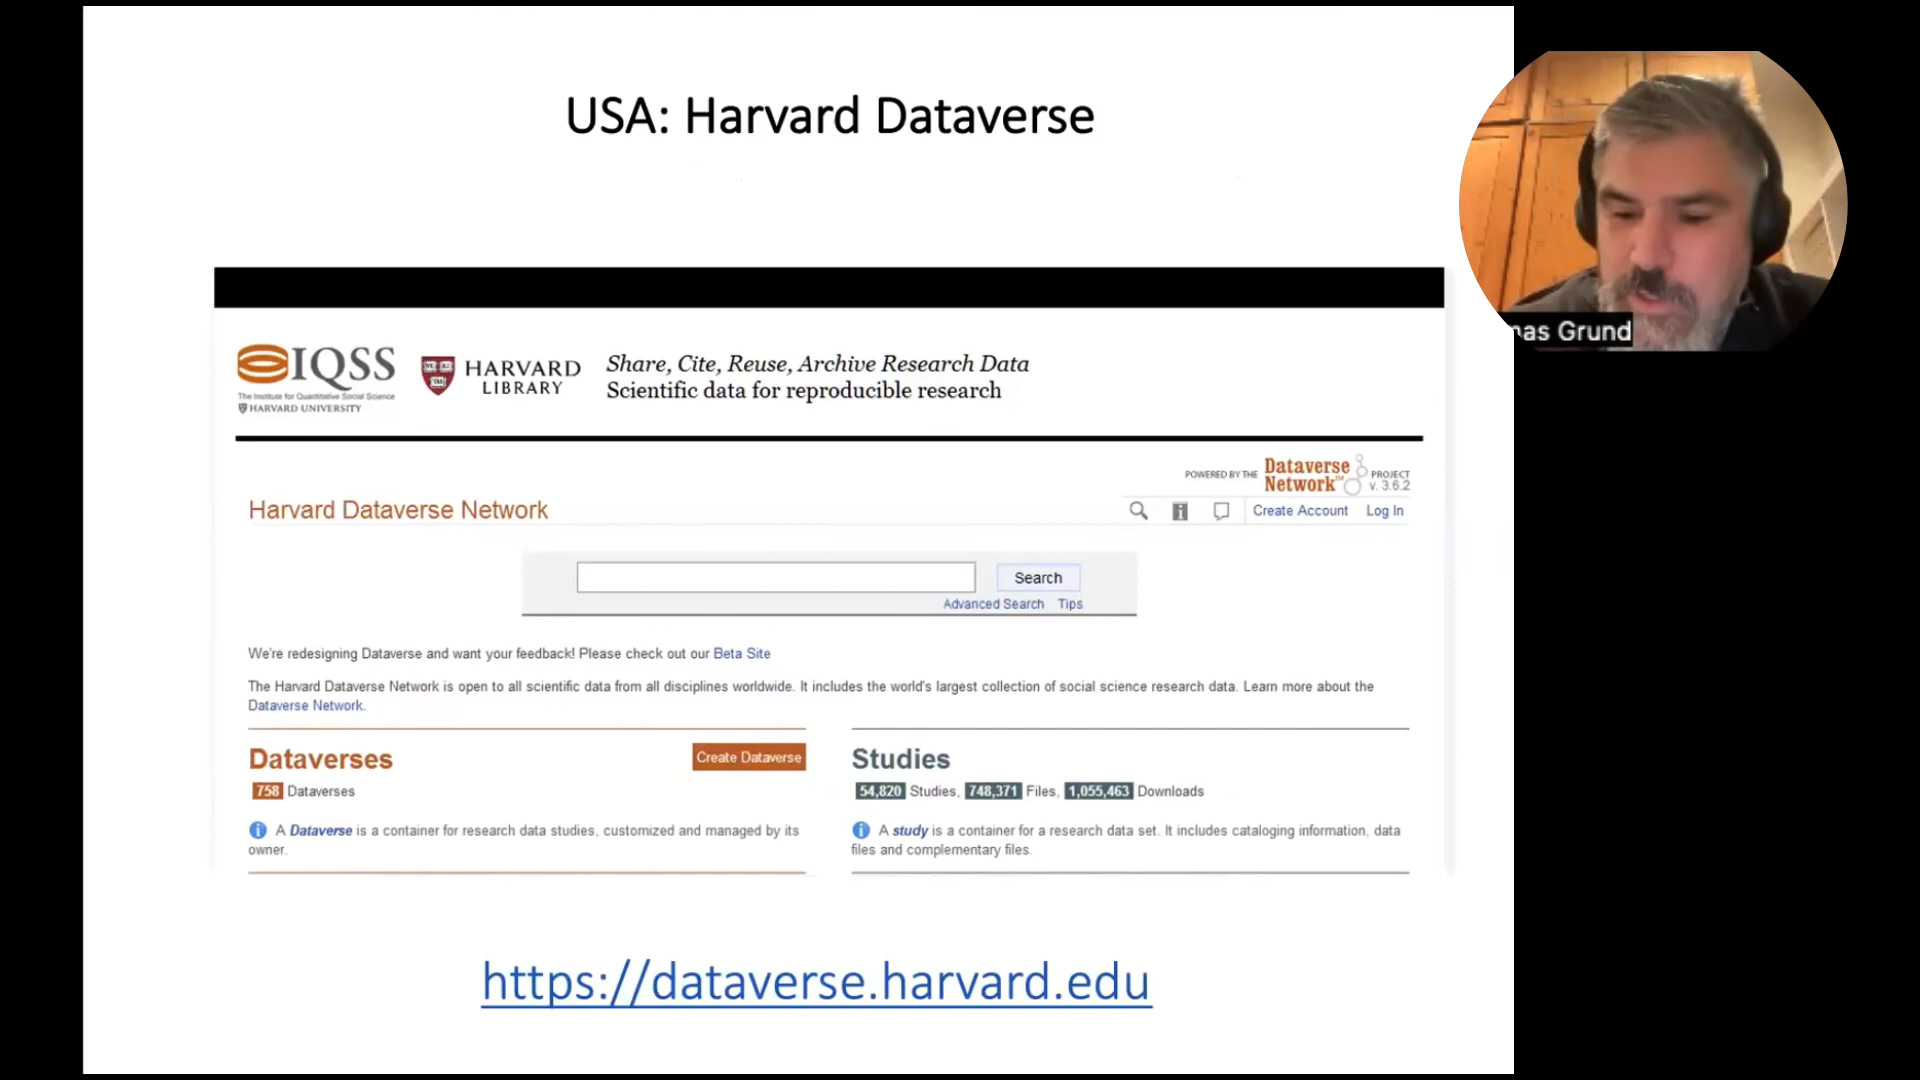 USA: Harvard Dataverse
IQSS
The Institute for Quantitative Social Science
HARVARD UNIVERSITY
HARVARD
LIBRARY
Share, Cite, Reuse, Archive Research Data
Scientific data for reproducible research
POWERED BY THE Dataverse Network™ PROJECT
v. 3.6.2
Harvard Dataverse Network
Create Account Log In
Search
Advanced Search Tips
We're redesigning Dataverse and want your feedback! Please check out our Beta Site
The Harvard Dataverse Network is open to all scientific data from all disciplines worldwide. It includes the world's largest collection of social science research data. Learn more about the
Dataverse Network.
Dataverses
Create Dataverse
758 Dataverses
A Dataverse is a container for research data studies, customized and managed by its
owner.
Studies
54,820 Studies, 748,371 Files, 1,055,463 Downloads
A study is a container for a research data set. It includes cataloging information, data
files and complementary files.
https://dataverse.harvard.edu
Grund